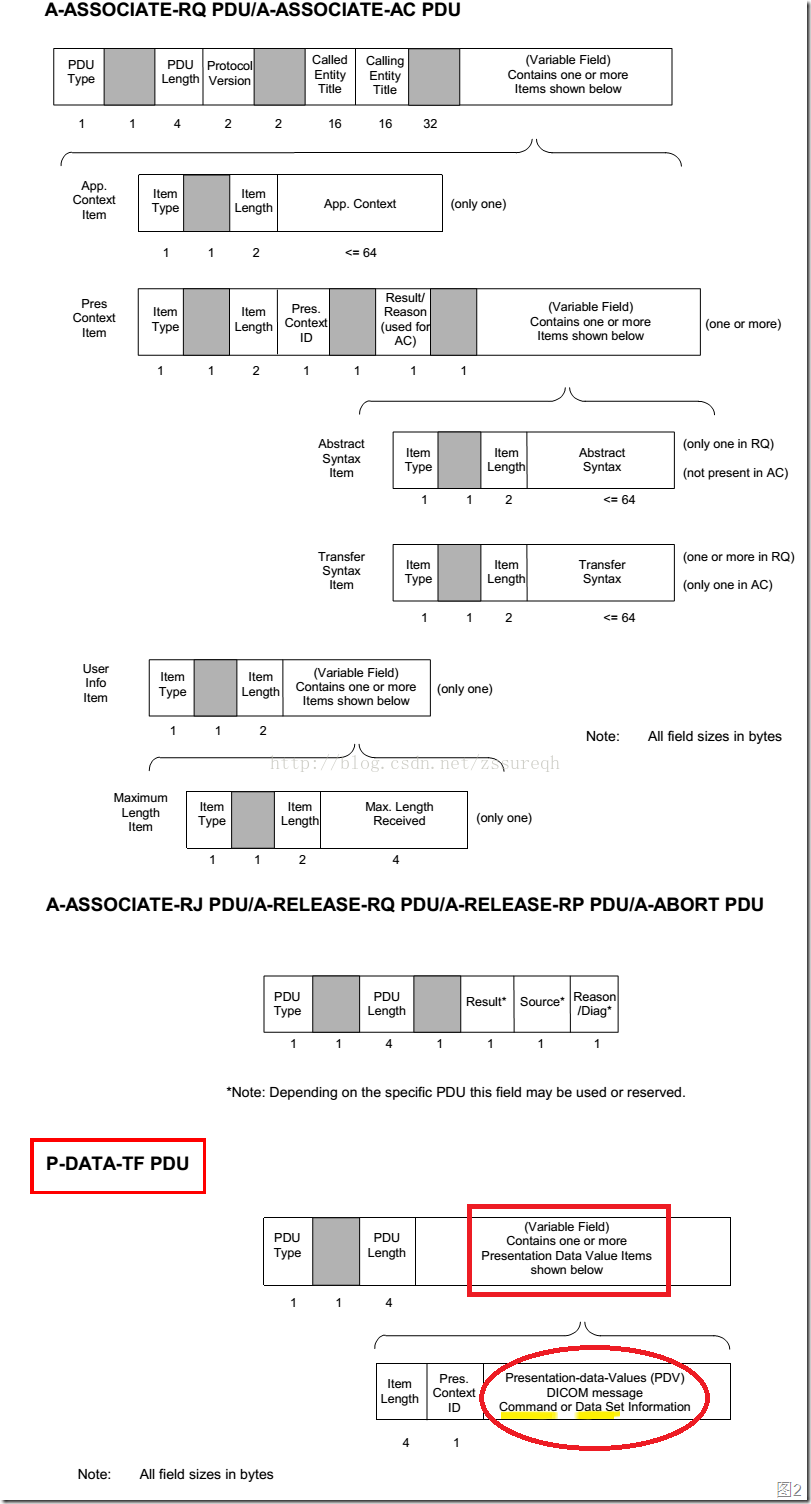 A-ASSOCIATE-RQ PDU/A-ASSOCIATE-AC PDU
PDU
Type
PDU
Length
Protocol
Version
Called
Entity
Title
Calling
Entity
Title
(Variable Field)
Contains one or more
Items shown below
1 1 4 2 2 16 16 32
App.
Context
Item
Item
Type
Item
Length
App. Context
(only one)
1 1 2 <= 64
Pres
Context
Item
Item
Type
Item
Length
Pres.
Context
ID
Result/
Reason
(used for
AC)
(Variable Field)
Contains one or more
Items shown below
(one or more)
1 1 2 1 1 1 1
Abstract
Syntax
Item
Item
Type
Item
Length
Abstract
Syntax
(only one in RQ)
(not present in AC)
1 1 2 <= 64
Transfer
Syntax
Item
Item
Type
Item
Length
Transfer
Syntax
(one or more in RQ)
(only one in AC)
1 1 2 <= 64
User
Info
Item
Item
Type
Item
Length
(Variable Field)
Contains one or more
Items shown below
(only one)
1 1 2
Note: All field sizes in bytes
http://blog.csdn.net/zssureqh
Maximum
Length
Item
Item
Type
Item
Length
Max. Length
Received
(only one)
1 1 2 4
A-ASSOCIATE-RJ PDU/A-RELEASE-RQ PDU/A-RELEASE-RP PDU/A-ABORT PDU
PDU
Type
PDU
Length
Result*
Source*
Reason
/Diag*
1 1 4 1 1 1 1
*Note: Depending on the specific PDU this field may be used or reserved.
P-DATA-TF PDU
PDU
Type
PDU
Length
(Variable Field)
Contains one or more
Presentation Data Value Items
shown below
1 1 4
Item
Length
Pres.
Context
ID
Presentation-data-Values (PDV)
DICOM message
Command or Data Set Information
4 1
Note: All field sizes in bytes
图2